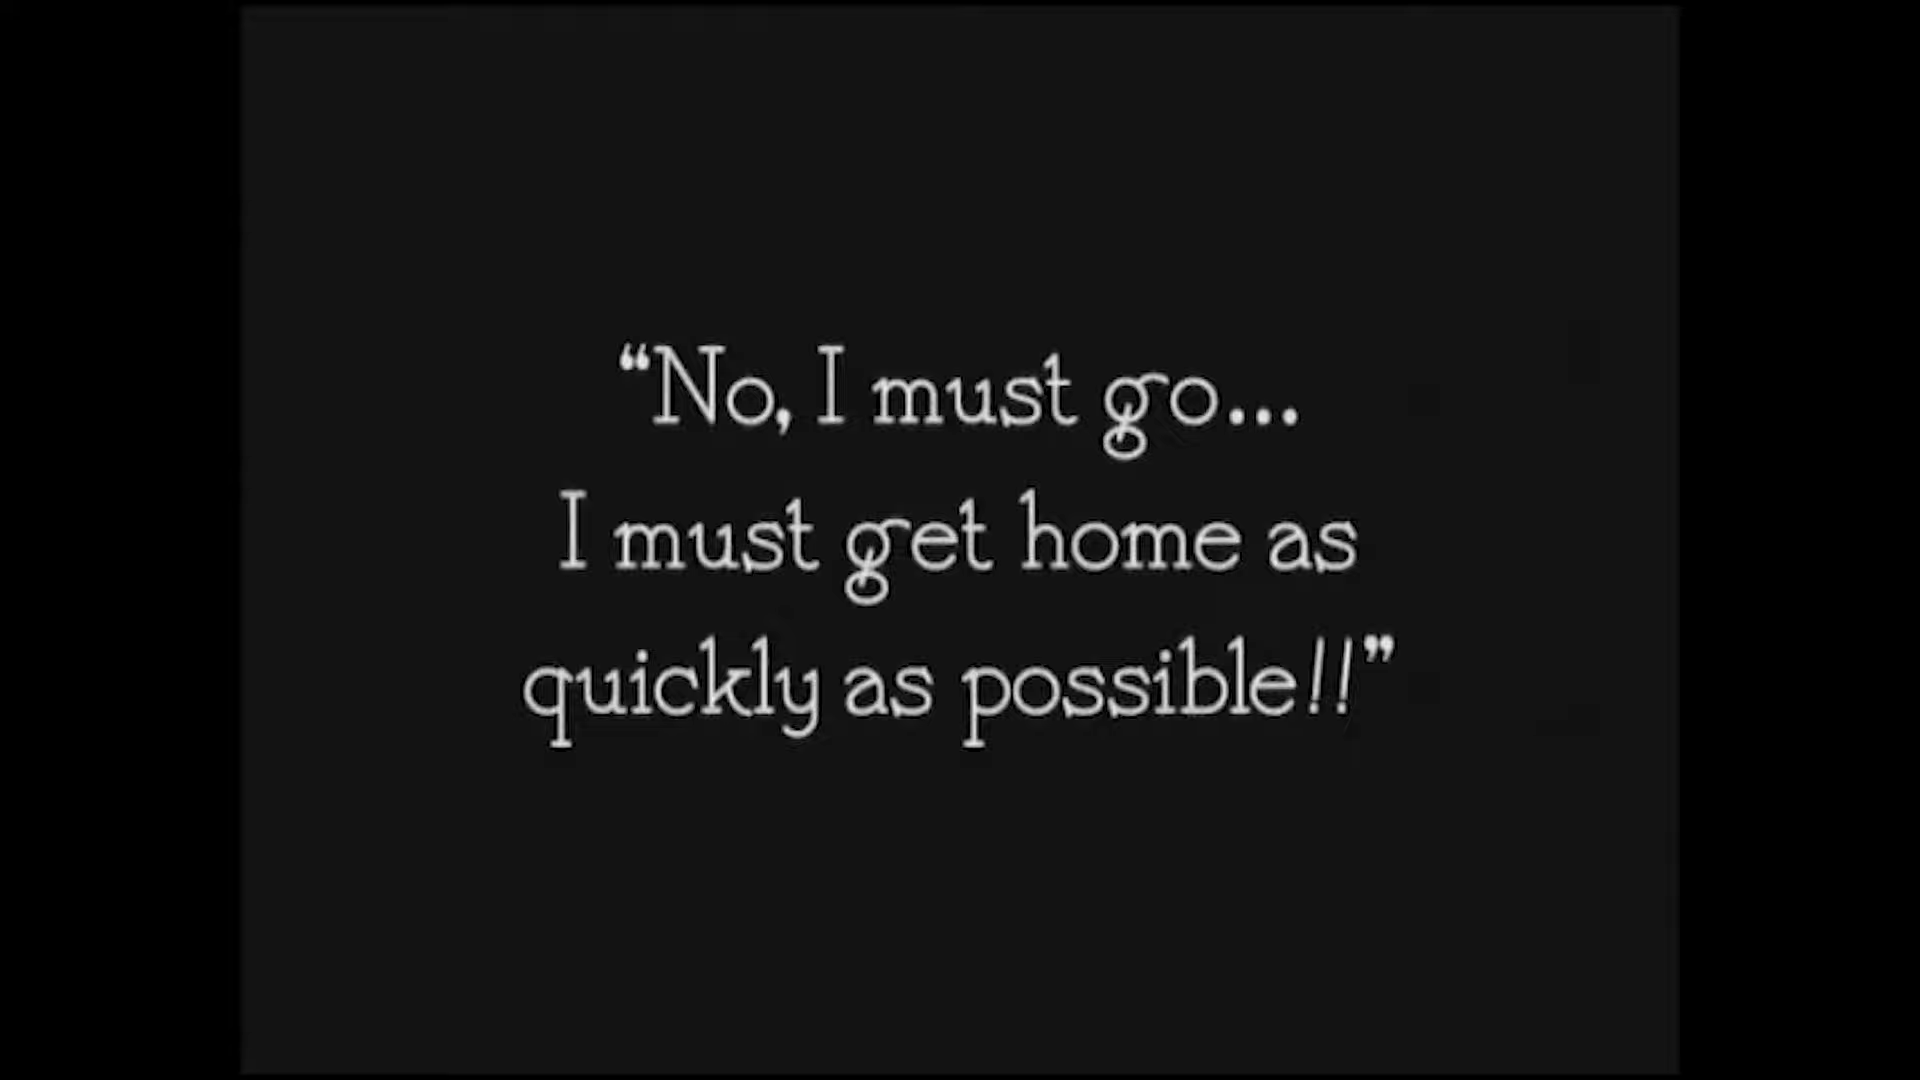 “No, I must go...
I must get home as
quickly as possible!!”